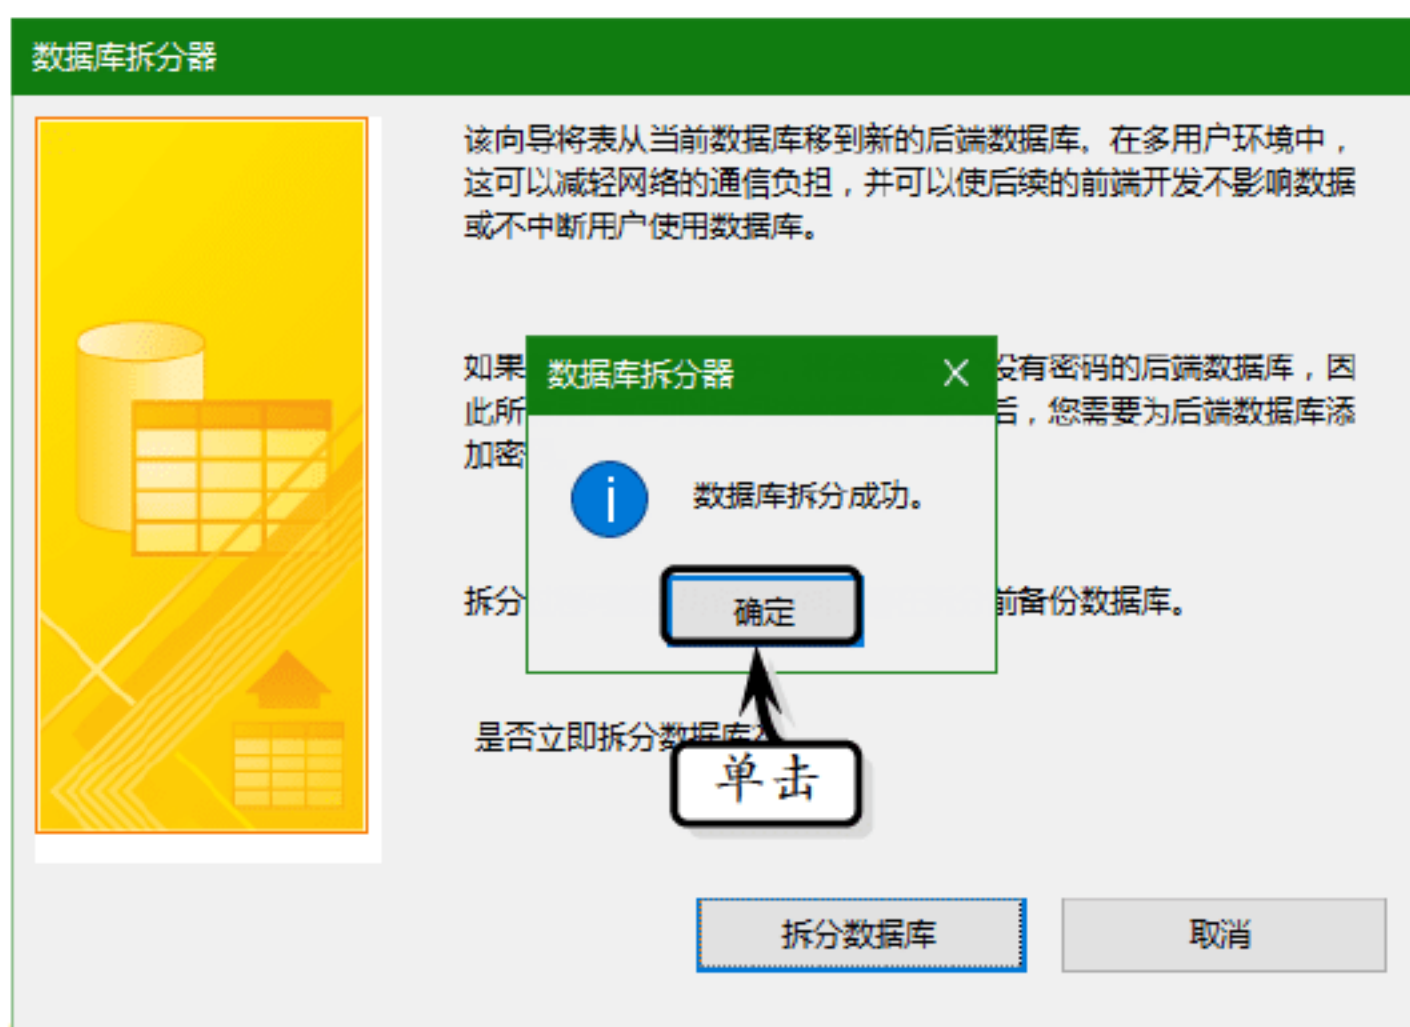 数据库拆分器
该向导将表从当前数据库移到新的后端数据库。在多用户环境中，
这可以减轻网络的通信负担，并可以使后续的前端开发不影响数据
或不中断用户使用数据库。
如果
没有密码的后端数据库，因
此所
后，您需要为后端数据库添
加密
数据库拆分器
数据库拆分成功。
确定
拆分
前备份数据库。
是否立即拆分数据库?
单击
拆分数据库
取消